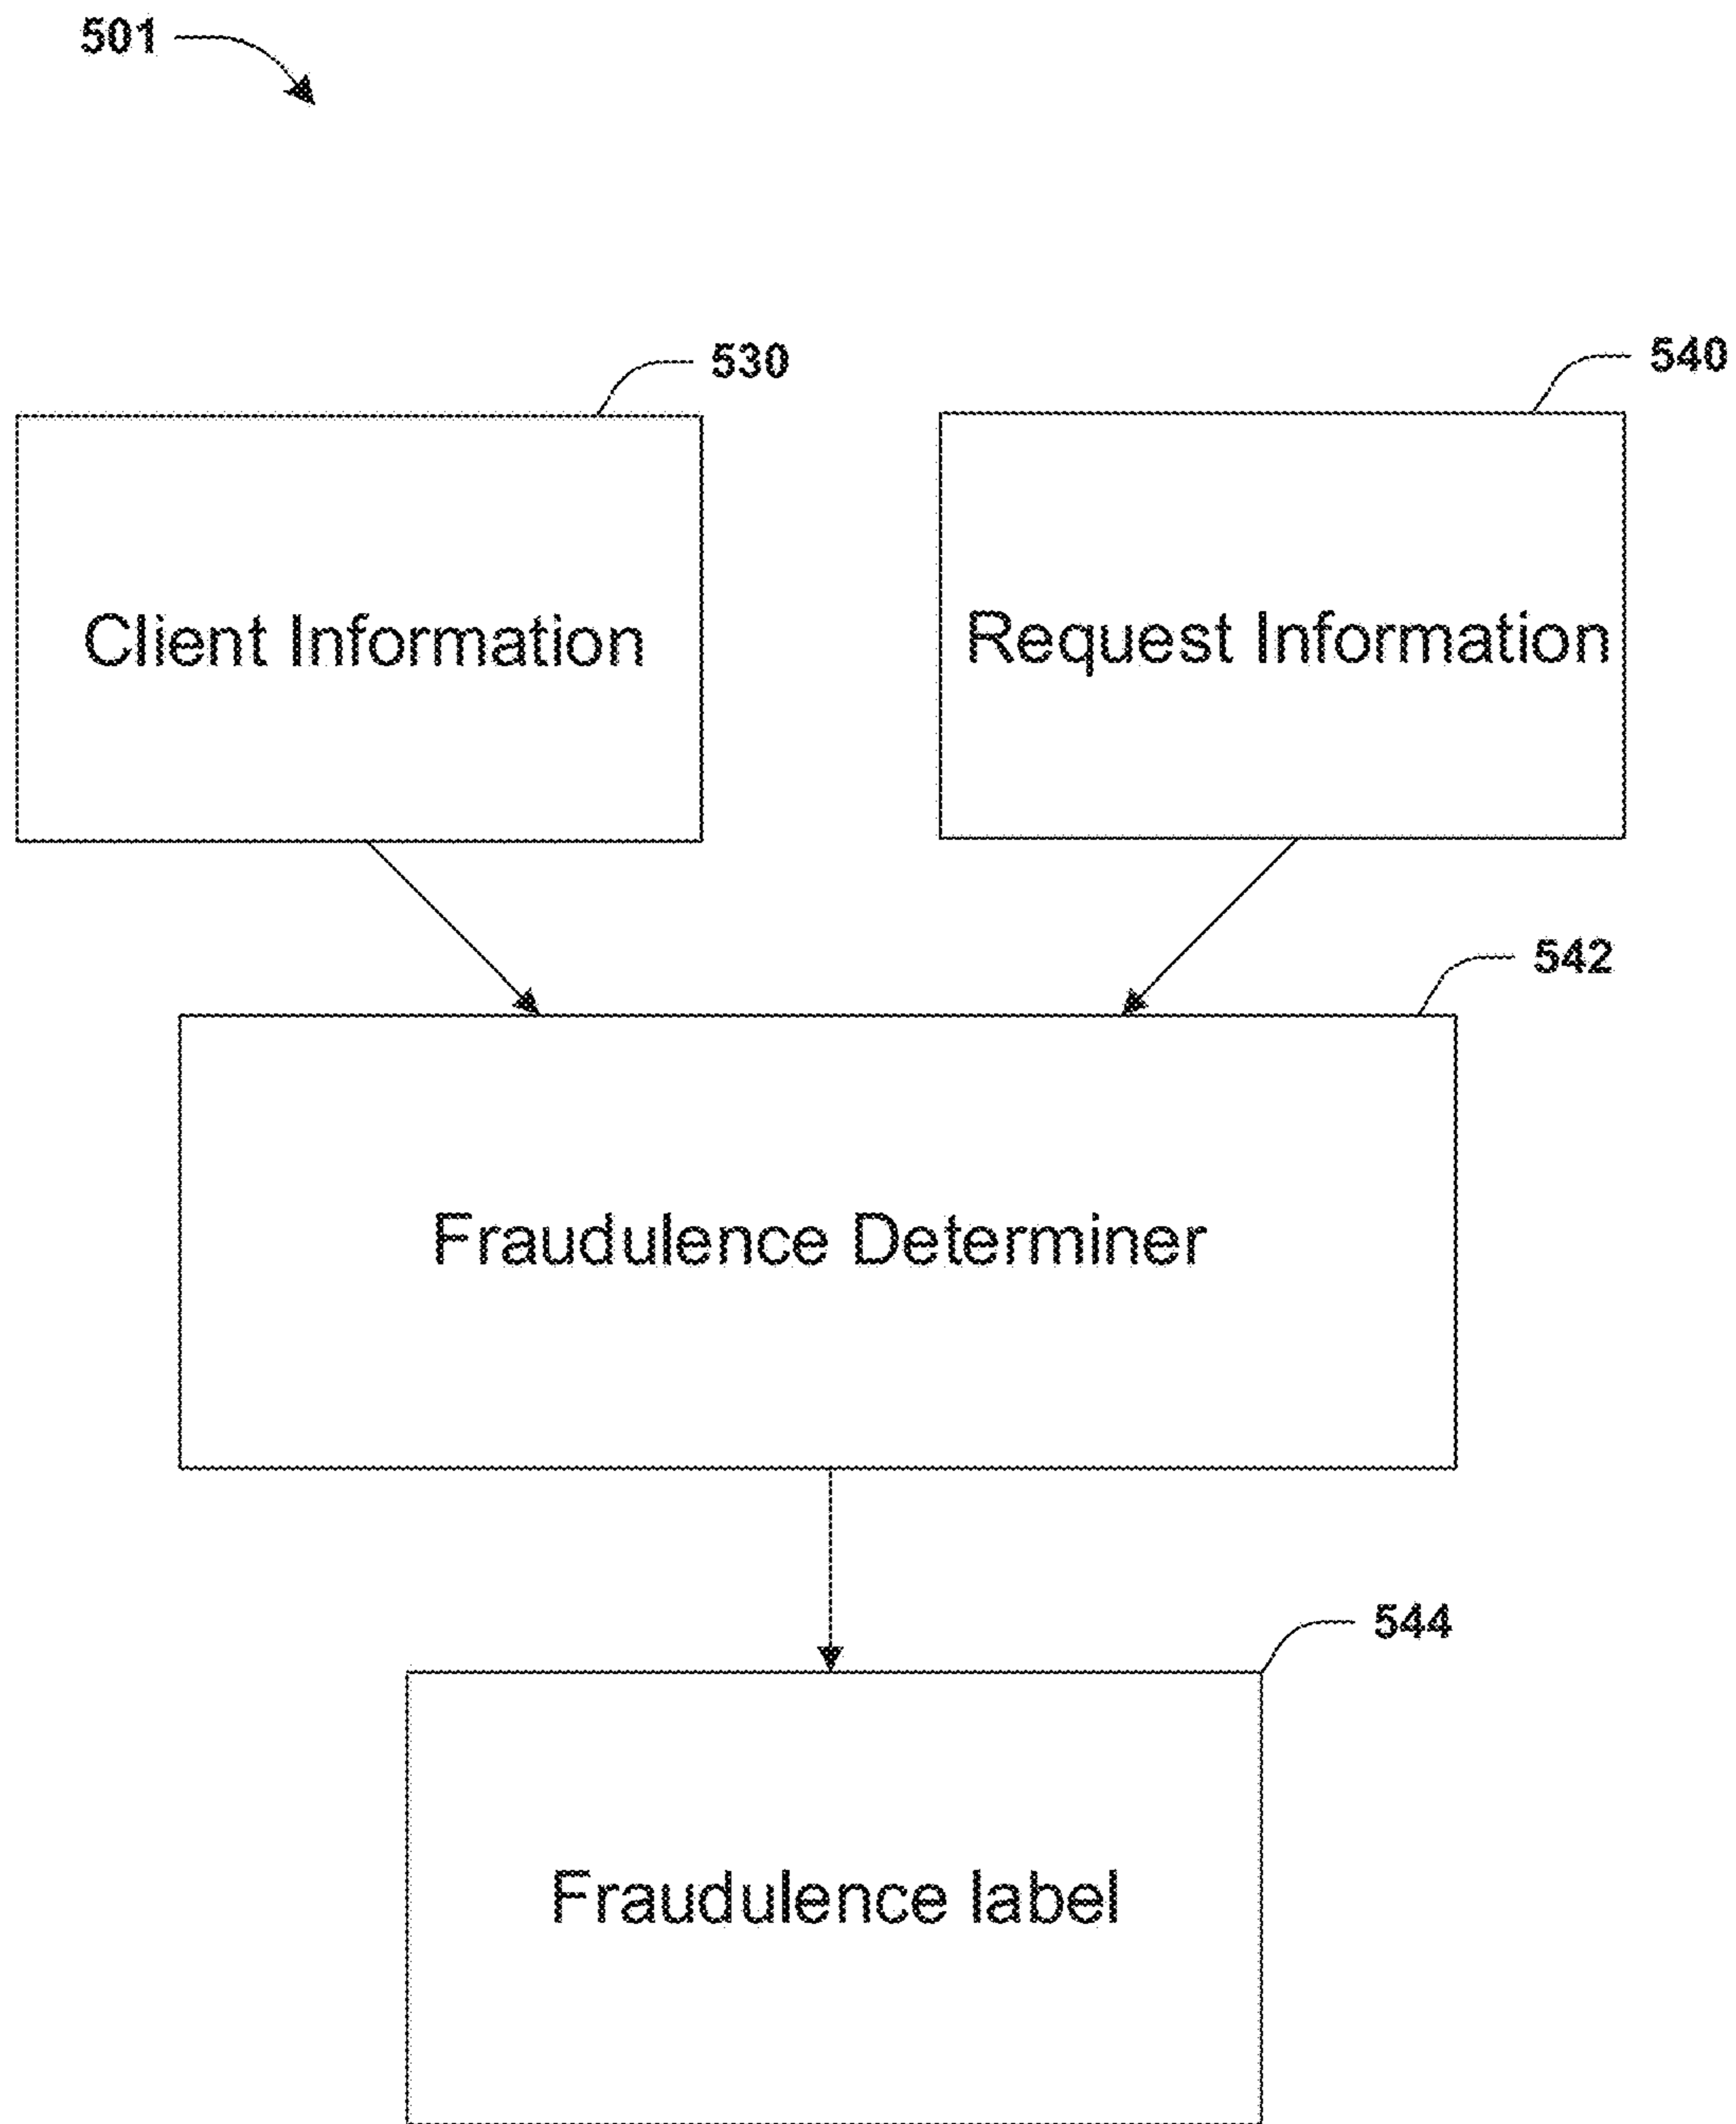 501
530
540
Client Information
Request Information
542
Fraudulence Determiner
544
Fraudulence label